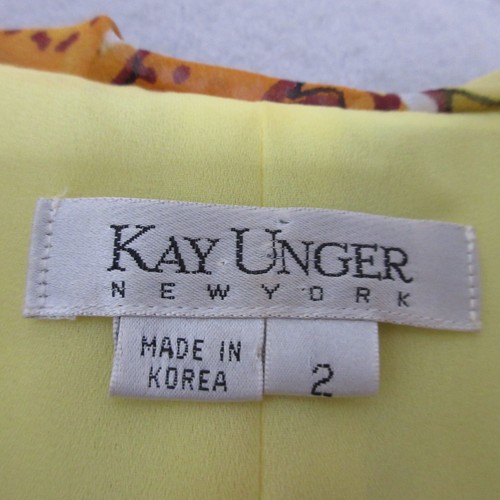 KAY UNGER
NEW YORK
MADE IN
KOREA
2